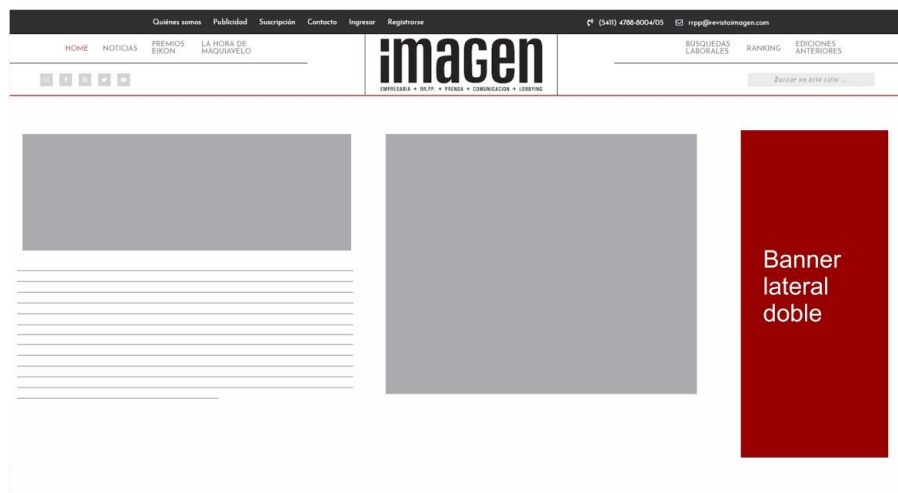 Quiénes somos Publicidad Suscripción Contacto Ingresar Registrarse (5411) 4788-8004/05 rrpp@revistaimagen.com
HOME NOTICIAS PREMIOS EIKON LA HORA DE MAQUIAVELO
imagen
EMPRESARIA + RR.PP. + PRENSA + COMUNICACION + LOBBYING
BÚSQUEDAS LABORALES RANKING EDICIONES ANTERIORES
Buscar en este sitio ...
Banner
lateral
doble